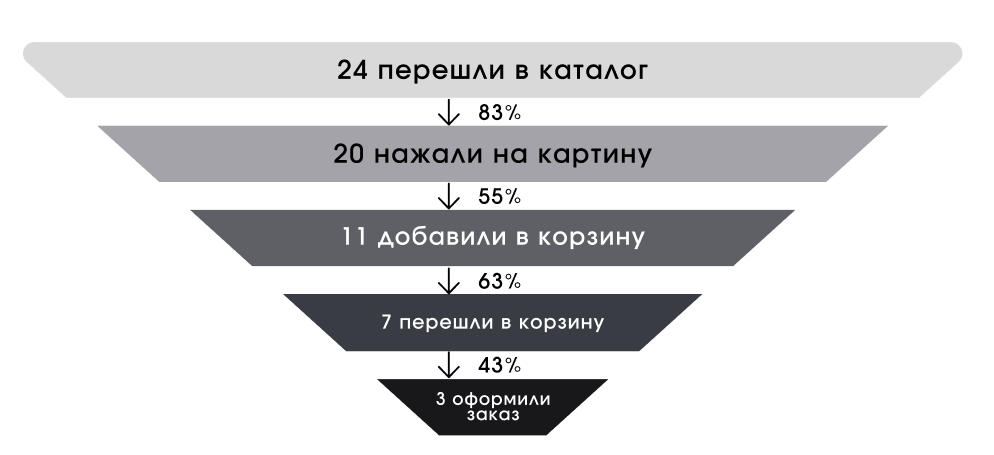 24 перешли в каталог
83%
20 нажали на картину
55%
11 добавили в корзину
63%
7 перешли в корзину
43%
3 оформили
заказ